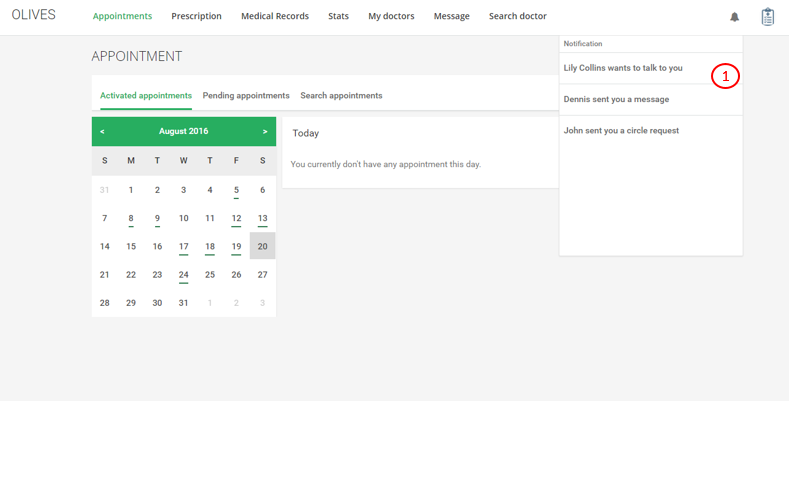 OLIVES Appointments Prescription Medical Records Stats My doctors Message Search doctor
APPOINTMENT
Notification
Lily Collins wants to talk to you
1
Dennis sent you a message
John sent you a circle request
Activated appointments Pending appointments Search appointments
< August 2016 >
S M T W T F S
31 1 2 3 4 5 6
7 8 9 10 11 12 13
14 15 16 17 18 19 20
21 22 23 24 25 26 27
28 29 30 31 1 2 3
Today
You currently don't have any appointment this day.